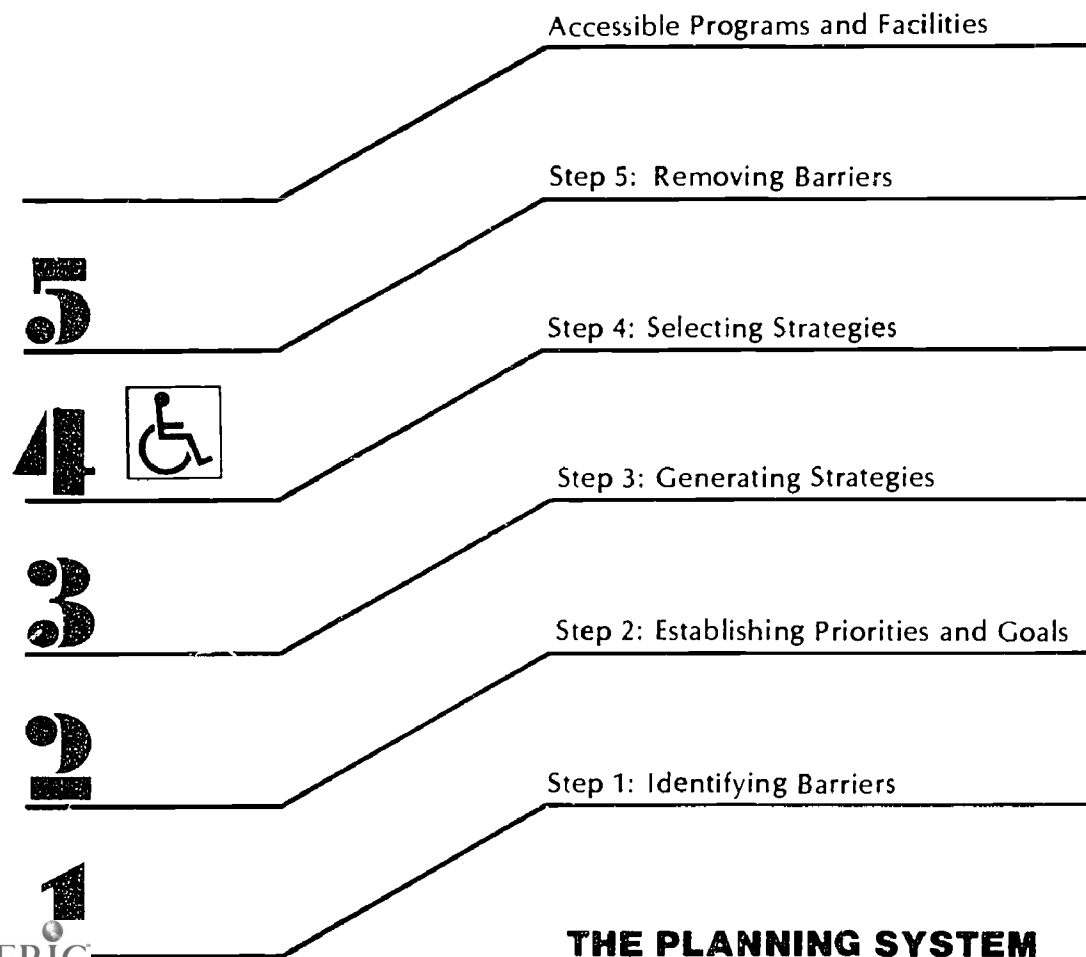 Accessible Programs and Facilities
Step 5: Removing Barriers
5
Step 4: Selecting Strategies
4
Step 3: Generating Strategies
3
Step 2: Establishing Priorities and Goals
2
Step 1: Identifying Barriers
1
ERIC
THE PLANNING SYSTEM